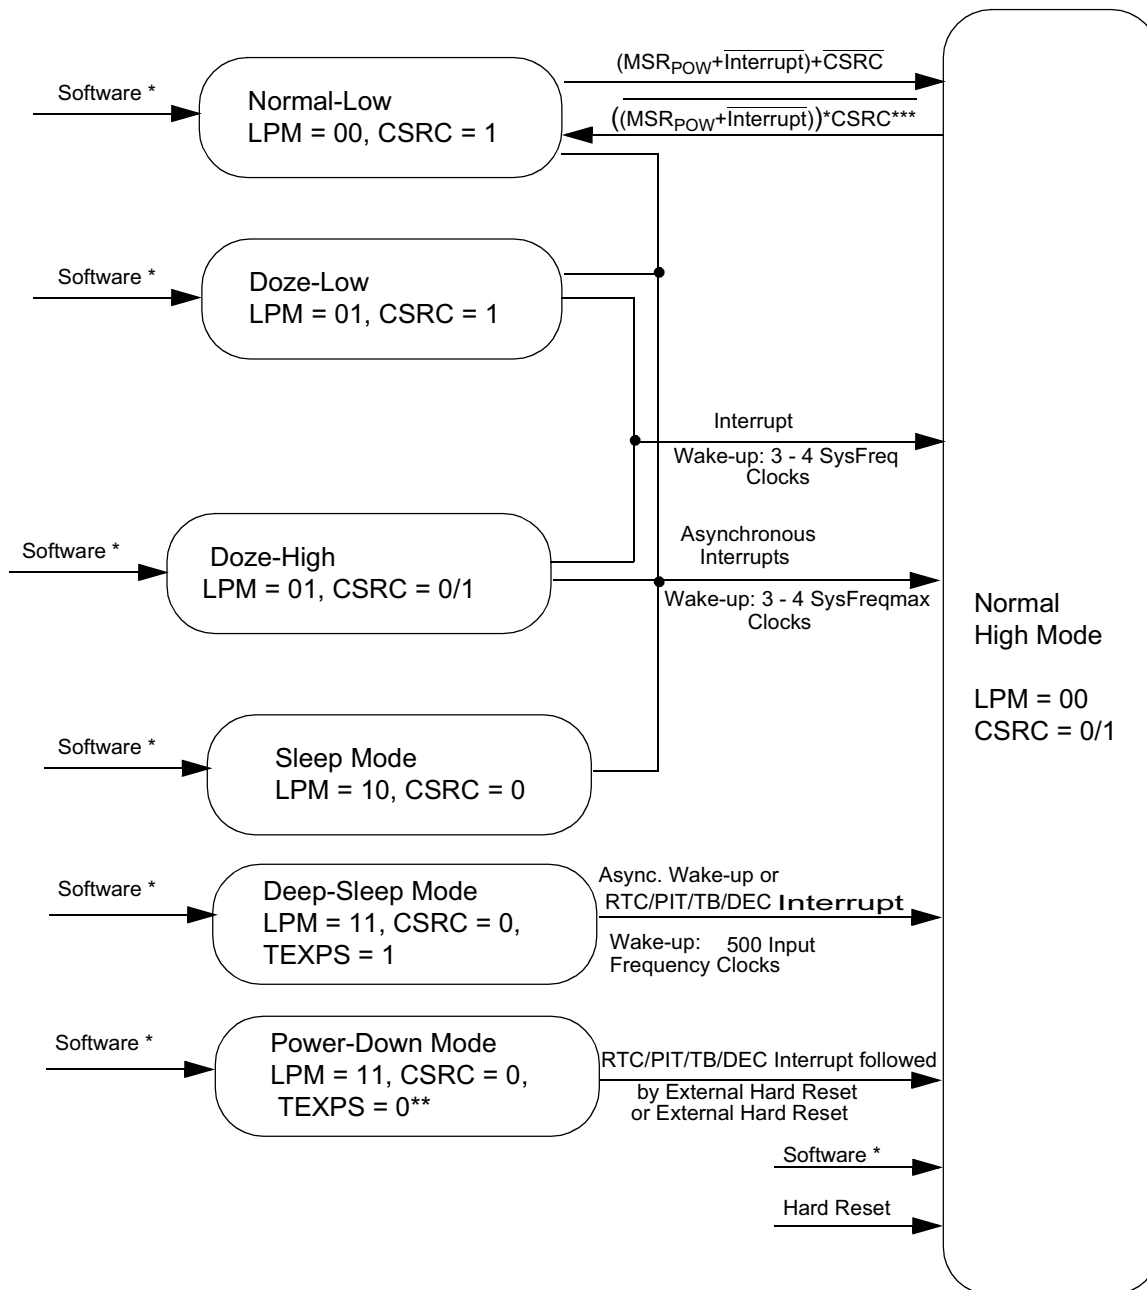 (MSRPOW+Interrupt)+CSRC
Software *
Normal-Low
LPM = 00, CSRC = 1
((MSRPOW+Interrupt))*CSRC***
Software *
Doze-Low
LPM = 01, CSRC = 1
Interrupt
Wake-up: 3 - 4 SysFreq
Clocks
Software *
Doze-High
LPM = 01, CSRC = 0/1
Asynchronous
Interrupts
Wake-up: 3 - 4 SysFreqmax
Clocks
Normal
High Mode
LPM = 00
CSRC = 0/1
Software *
Sleep Mode
LPM = 10, CSRC = 0
Software *
Deep-Sleep Mode
LPM = 11, CSRC = 0,
TEXPS = 1
Async. Wake-up or
RTC/PIT/TB/DEC Interrupt
Wake-up: 500 Input
Frequency Clocks
Software *
Power-Down Mode
LPM = 11, CSRC = 0,
TEXPS = 0**
RTC/PIT/TB/DEC Interrupt followed
by External Hard Reset
or External Hard Reset
Software *
Hard Reset